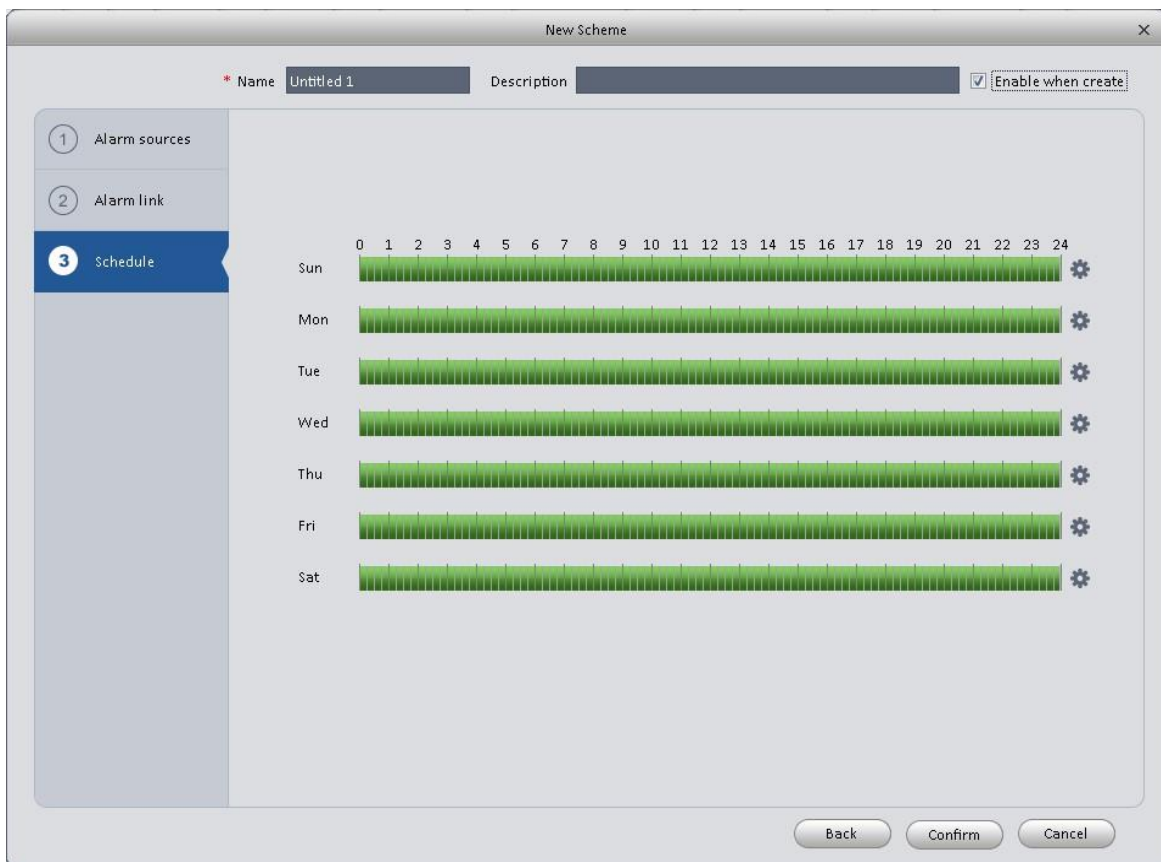 New Scheme
* Name Untitled 1 Description Enable when create
1 Alarm sources
2 Alarm link
3 Schedule
0 1 2 3 4 5 6 7 8 9 10 11 12 13 14 15 16 17 18 19 20 21 22 23 24
Sun
Mon
Tue
Wed
Thu
Fri
Sat
Back Confirm Cancel